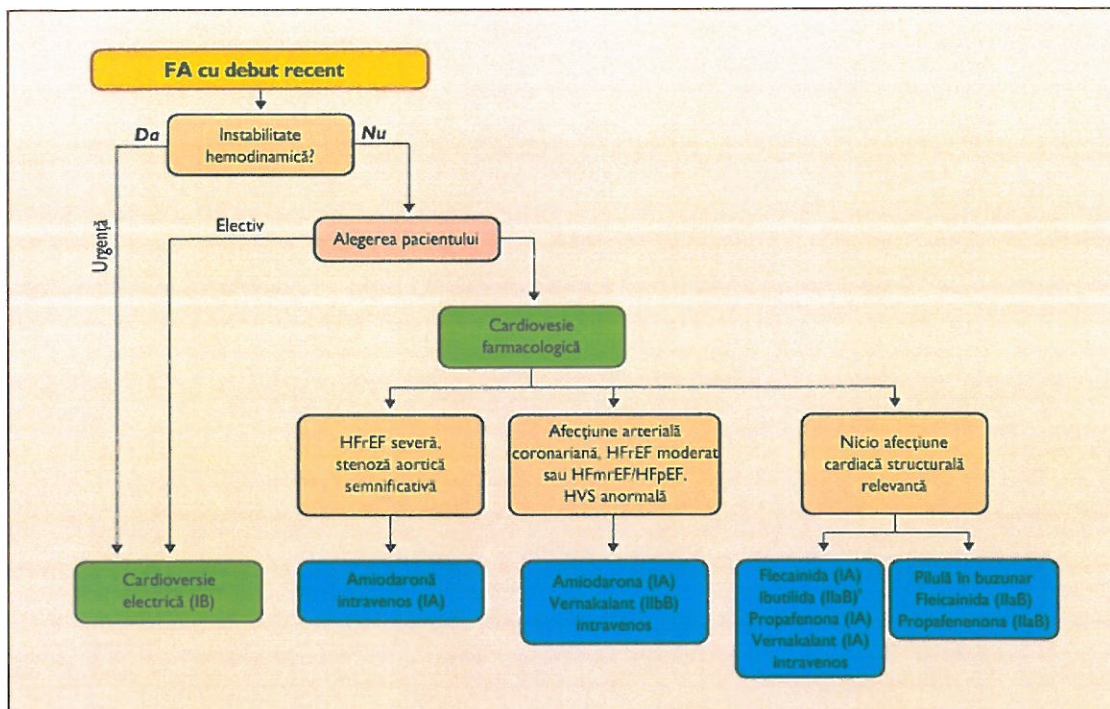 FA cu debut recent
Da
Instabilitate
hemodinamică?
Nu
Urgență
Electiv
Alegerea pacientului
Cardiovesie
farmacologică
HFrEF severă,
stenoză aortică
semnificativă
Afecțiune arterială
coronariană, HFrEF moderat
sau HFmrEF/HFpEF,
HVS anormală
Nicio afecțiune
cardiacă structurală
relevantă
Cardioversie
electrică (IB)
Amiodaronă
intravenos (IA)
Amiodarona (IA)
Vernakalant (IIbB)
intravenos
Flecainida (IA)
Ibutilida (IIaB)
Propafenona (IA)
Vernakalant (IA)
intravenos
Pilulă în buzunar
Fleicainida (IIaB)
Propafenenona (IIaB)